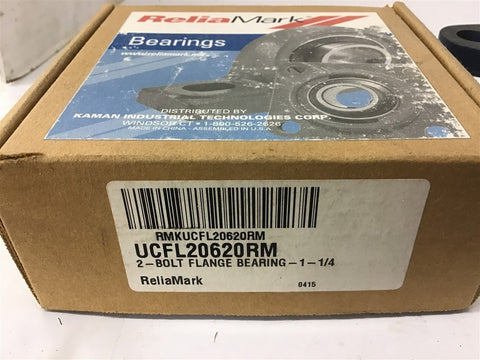 ReliaMark
Bearings
www.reliamark.
DISTRIBUTED BY
KAMAN INDUSTRIAL TECHNOLOGIES CORP.
WINDSOR CT • 1-800-526-2626
MADE IN CHINA - ASSEMBLED IN U.S.A.
RMKUCFL20620RM
UCFL20620RM
2-BOLT FLANGE BEARING-1-1/4
ReliaMark 0415